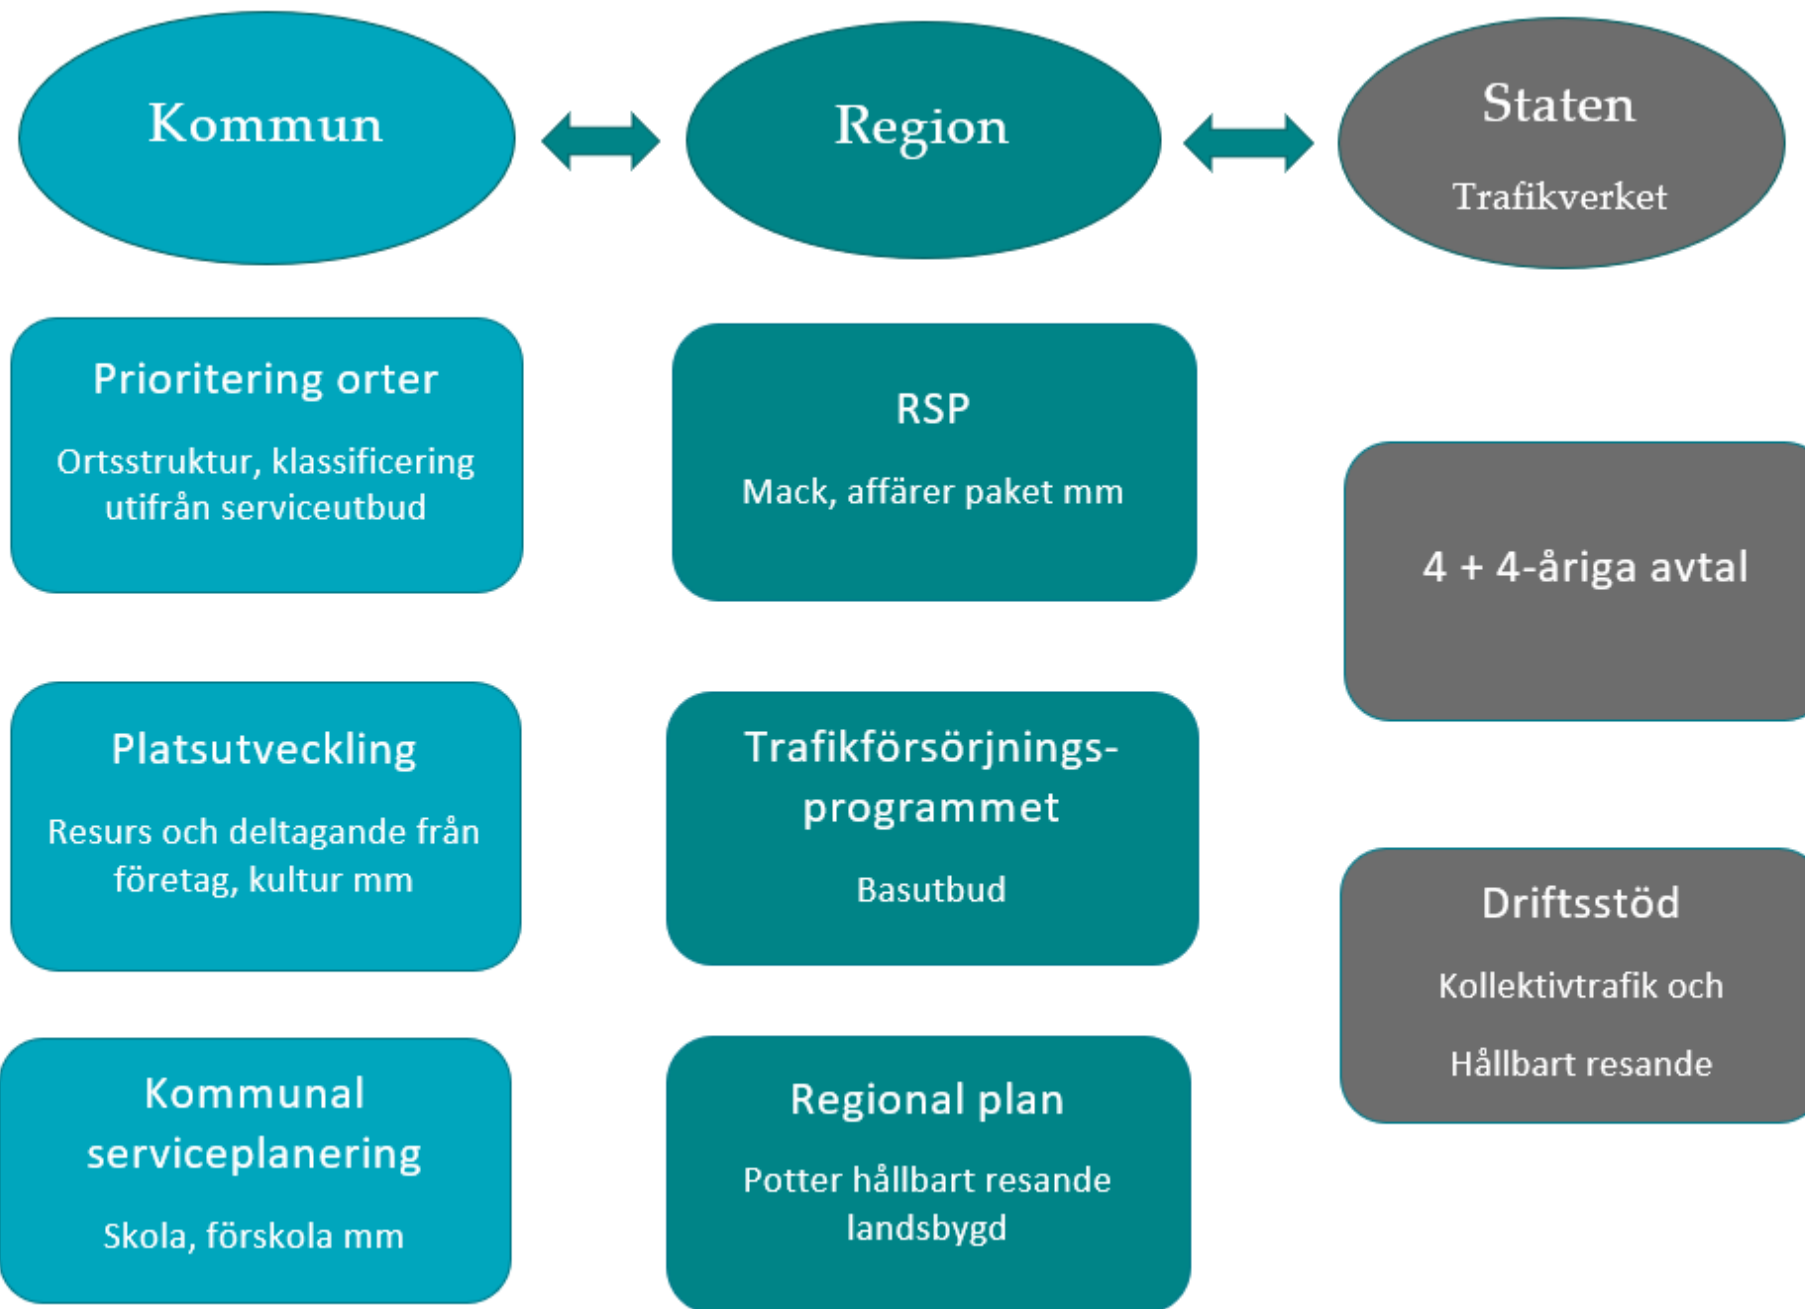 Kommun
Region
Staten
Trafikverket
Prioritering orter
Ortsstruktur, klassificering
utifrån serviceutbud
Platsutveckling
Resurs och deltagande från
företag, kultur mm
Kommunal
serviceplanering
Skola, förskola mm
RSP
Mack, affärer paket mm
Trafikförsörjnings-
programmet
Basutbud
Regional plan
Potter hållbart resande
landsbygd
4 + 4-åriga avtal
Driftsstöd
Kollektivtrafik och
Hållbart resande